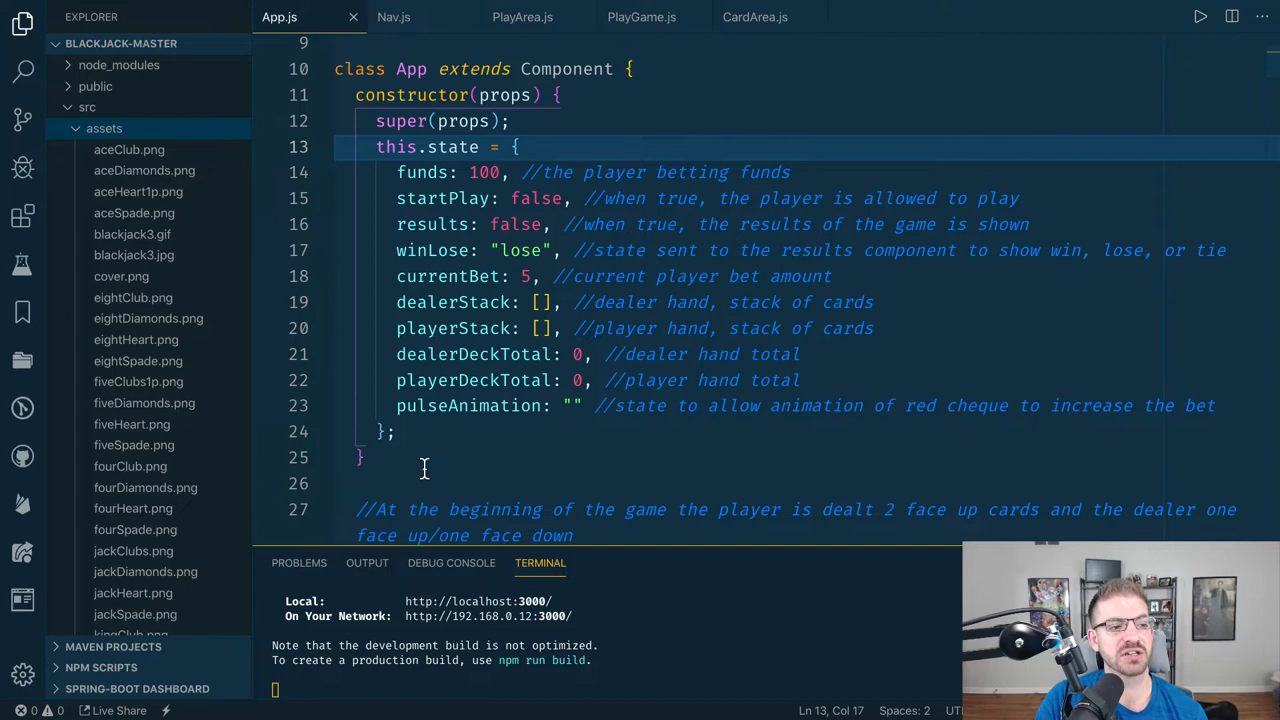 EXPLORER
BLACKJACK-MASTER
node_modules
public
src
assets
aceClub.png
aceDiamonds.png
aceHeart1p.png
aceSpade.png
blackjack3.gif
blackjack3.jpg
cover.png
eightClub.png
eightDiamonds.png
eightHeart.png
eightSpade.png
fiveClubs1p.png
fiveDiamonds.png
fiveHeart.png
fiveSpade.png
fourClub.png
fourDiamonds.png
fourHeart.png
fourSpade.png
jackClubs.png
jackDiamonds.png
jackHeart.png
jackSpade.png
kingClub.png
MAVEN PROJECTS
NPM SCRIPTS
SPRING-BOOT DASHBOARD
App.js Nav.js PlayArea.js PlayGame.js CardArea.js
9
10 class App extends Component {
11 constructor(props) {
12 super(props);
13 this.state = {
14 funds: 100, //the player betting funds
15 startPlay: false, //when true, the player is allowed to play
16 results: false, //when true, the results of the game is shown
17 winLose: "lose", //state sent to the results component to show win, lose, or tie
18 currentBet: 5, //current player bet amount
19 dealerStack: [], //dealer hand, stack of cards
20 playerStack: [], //player hand, stack of cards
21 dealerDeckTotal: 0, //dealer hand total
22 playerDeckTotal: 0, //player hand total
23 pulseAnimation: "" //state to allow animation of red cheque to increase the bet
24 };
25 }
26
27 //At the beginning of the game the player is dealt 2 face up cards and the dealer one
face up/one face down
PROBLEMS OUTPUT DEBUG CONSOLE TERMINAL
Local: http://localhost:3000/
On Your Network: http://192.168.0.12:3000/
Note that the development build is not optimized.
To create a production build, use npm run build.
0 0 Live Share Ln 13, Col 17 Spaces: 2